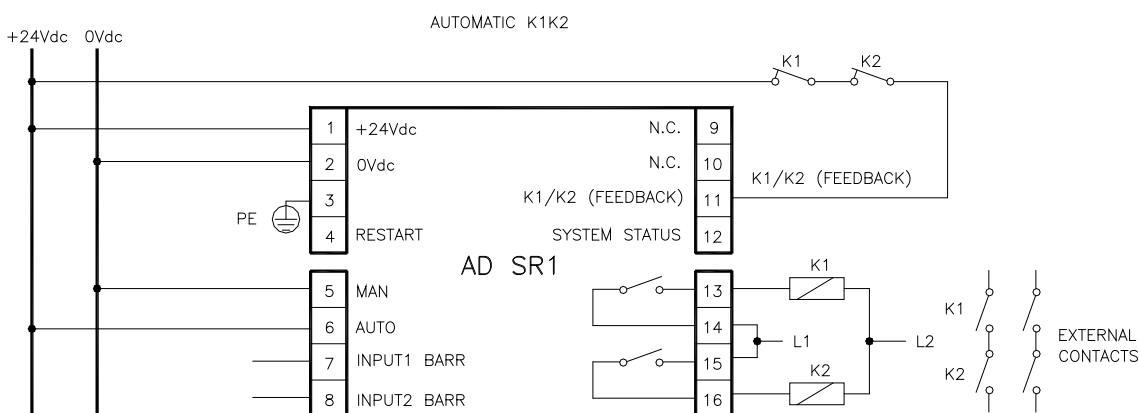 AUTOMATIC K1K2
+24Vdc 0Vdc
K1 K2
1 +24Vdc N.C. 9
2 0Vdc N.C. 10
K1/K2 (FEEDBACK)
3 K1/K2 (FEEDBACK) 11
PE
4 RESTART SYSTEM STATUS 12
AD SR1
K1
5 MAN 13
K1
6 AUTO 14
L1 L2
EXTERNAL
CONTACTS
7 INPUT1 BARR 15
K2 K2
8 INPUT2 BARR 16